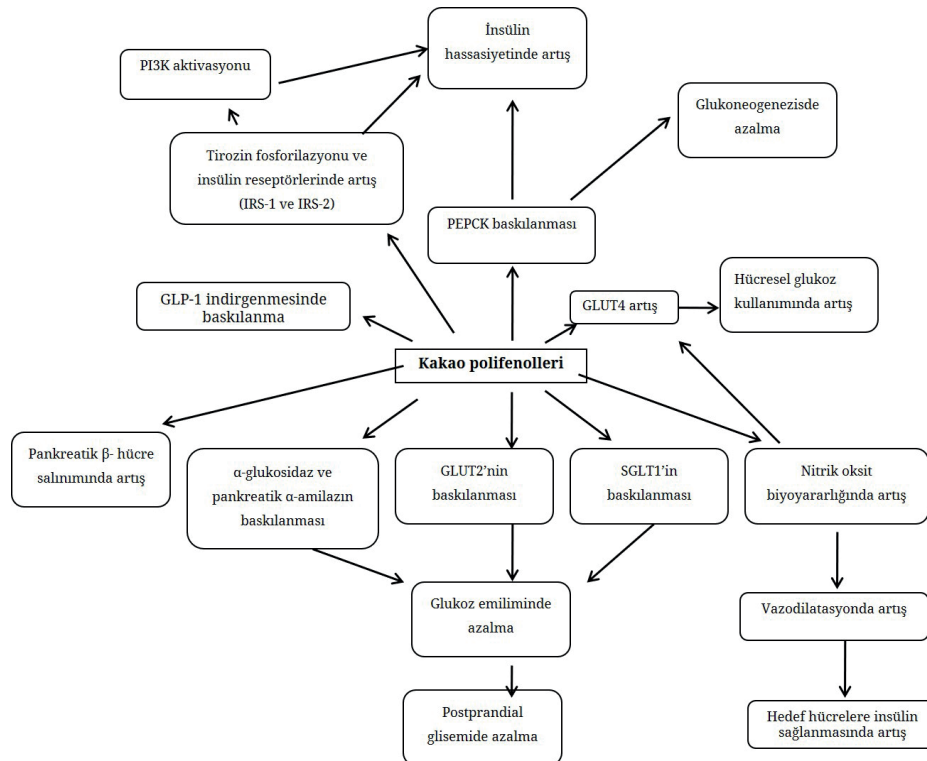 İnsülin
hassasiyetinde artış
PI3K aktivasyonu
Glukoneogenezisde
azalma
Tirozin fosforilazyonu ve
insülin reseptörlerinde artış
(IRS-1 ve IRS-2)
PEPCK baskılanması
Hücresel glukoz
kullanımında artış
GLP-1 indirgenmesinde
baskılanma
GLUT4 artış
Kakao polifenolleri
Pankreatik β- hücre
salınımında artış
α-glukosidaz ve
pankreatik α-amilazın
baskılanması
GLUT2’nin
baskılanması
SGLT1’in
baskılanması
Nitrik oksit
biyoyararlığında artış
Glukoz emiliminde
azalma
Vazodilatasyonda artış
Postprandial
glisemide azalma
Hedef hücrelere insülin
sağlanmasında artış